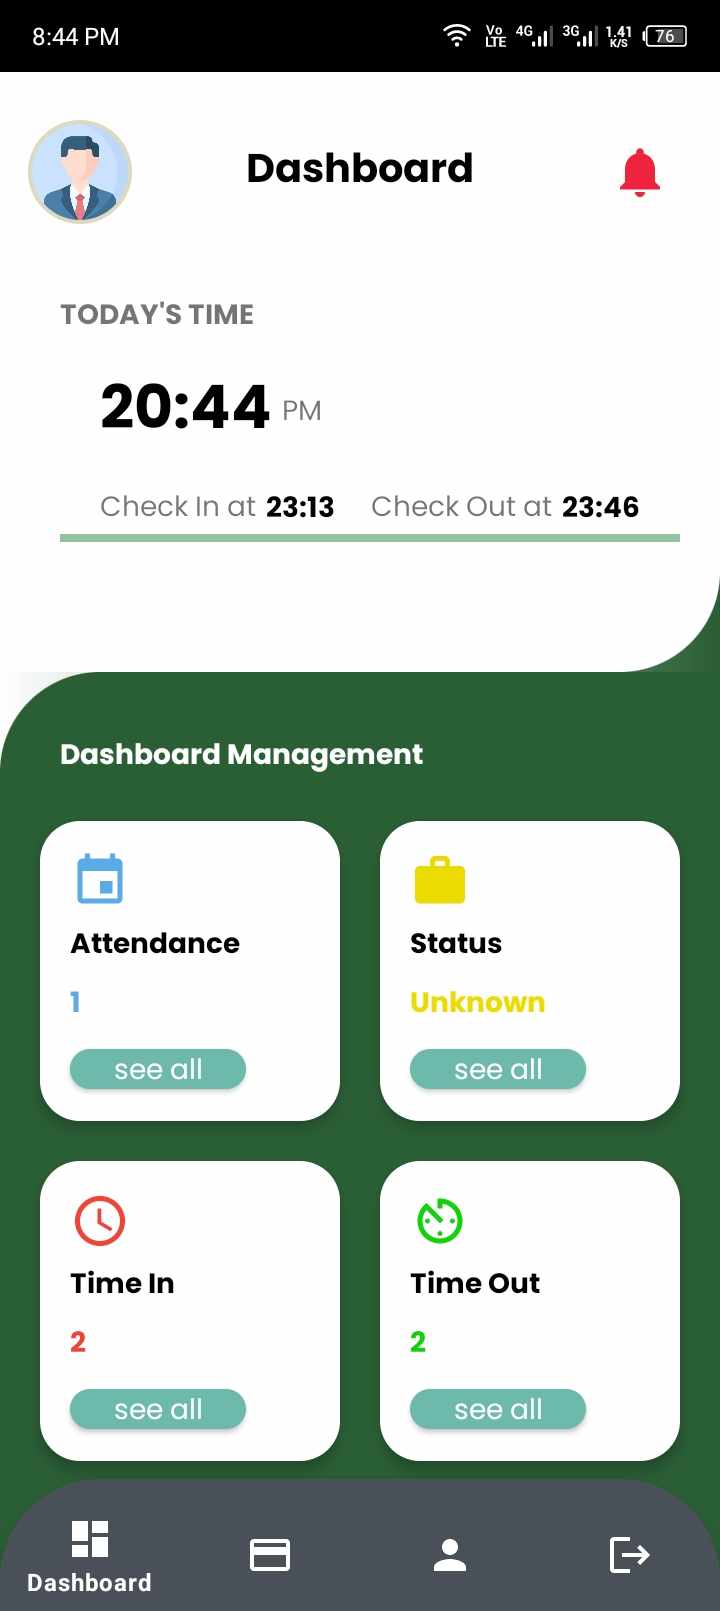 8:44 PM Vo LTE 4G 3G 1.41 K/S 76
Dashboard
TODAY'S TIME
20:44 PM
Check In at 23:13 Check Out at 23:46
Dashboard Management
Attendance
1
see all
Status
Unknown
see all
Time In
2
see all
Time Out
2
see all
Dashboard